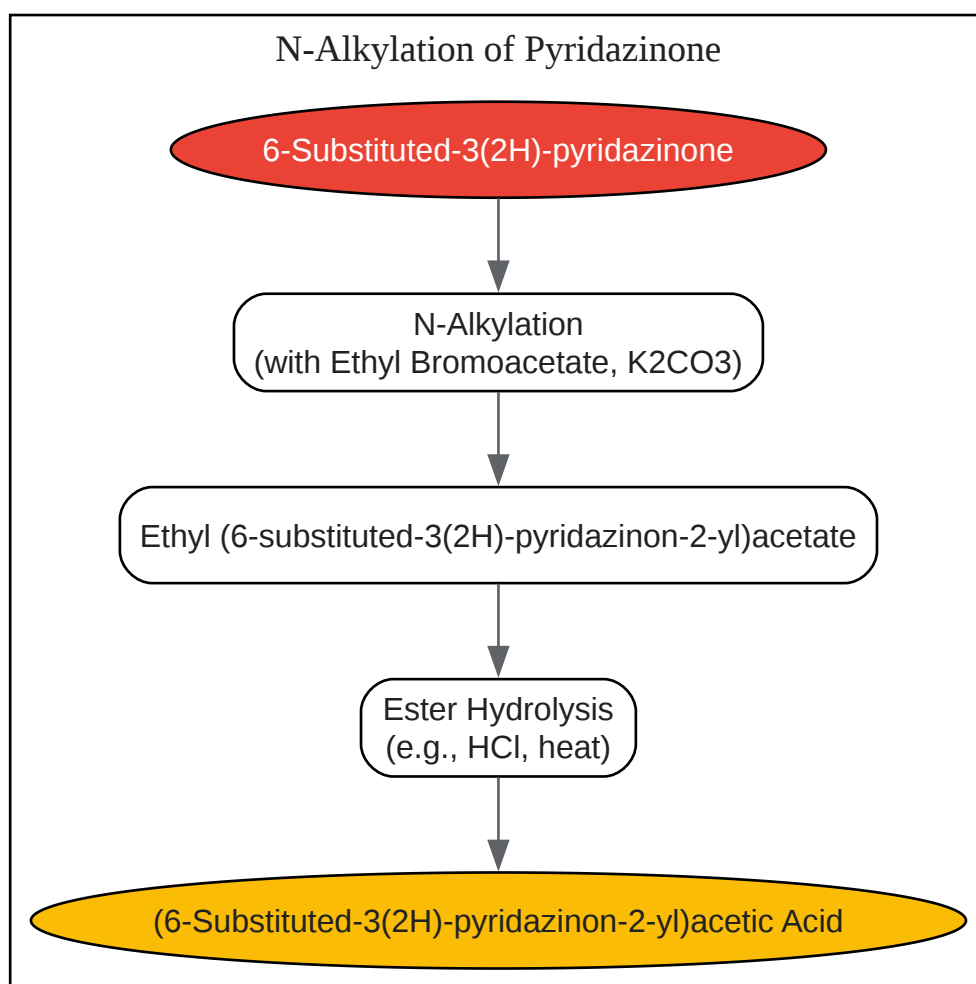 N-Alkylation of Pyridazinone
6-Substituted-3(2H)-pyridazinone
N-Alkylation
(with Ethyl Bromoacetate, K2CO3)
Ethyl (6-substituted-3(2H)-pyridazinon-2-yl)acetate
Ester Hydrolysis
(e.g., HCl, heat)
(6-Substituted-3(2H)-pyridazinon-2-yl)acetic Acid